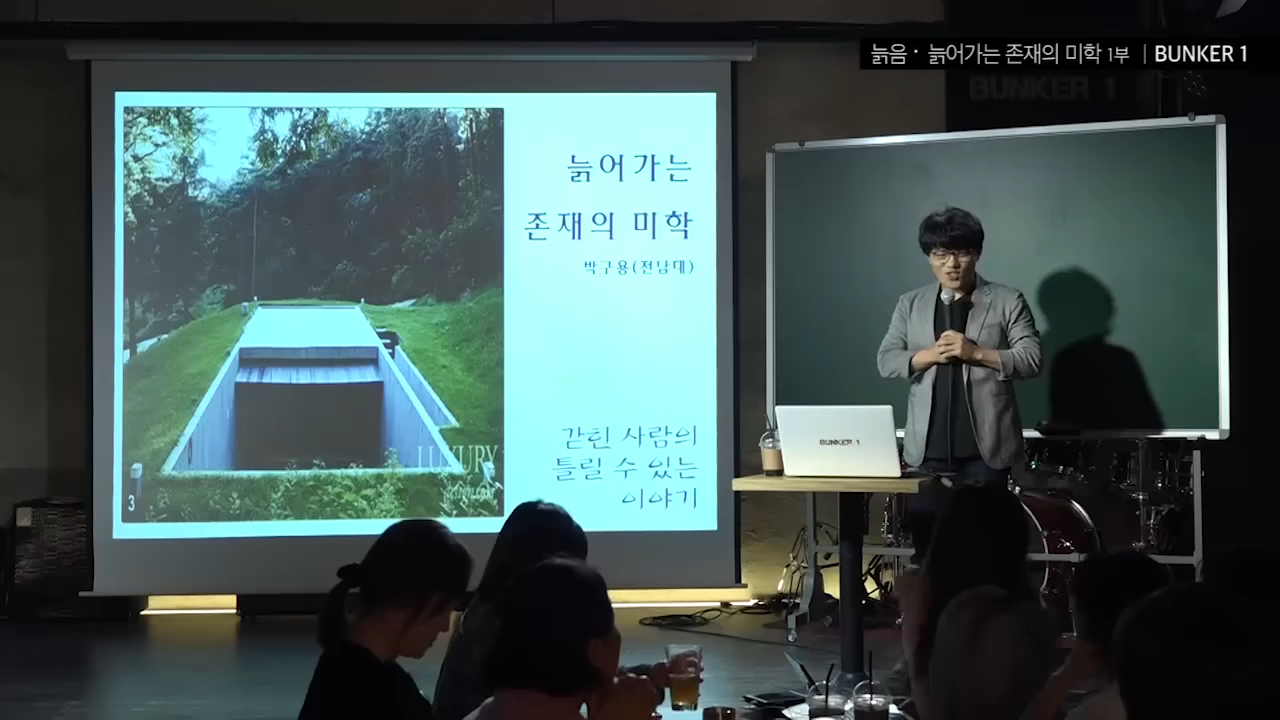 늙음 · 늙어가는 존재의 미학 1부 | BUNKER 1
BUNKER 1
늙어가는
존재의 미학
박구용(전남대)
갇힌 사람의
틀릴 수 있는
이야기
LUXURY
3
BUNKER 1